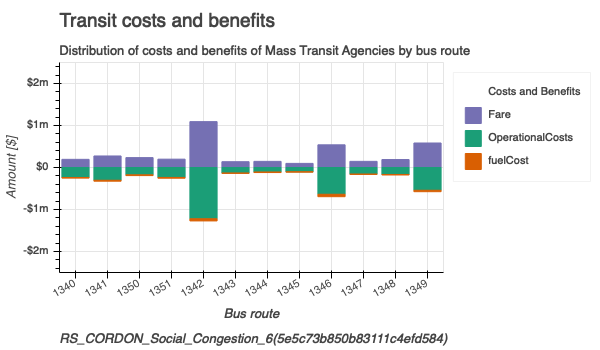 Transit costs and benefits
Distribution of costs and benefits of Mass Transit Agencies by bus route
$2m
$1m
$0
-$1m
-$2m
Amount [$]
1340
1341
1350
1351
1342
1343
1344
1345
1346
1347
1348
1349
Bus route
RS_CORDON_Social_Congestion_6(5e5c73b850b83111c4efd584)
Costs and Benefits
Fare
OperationalCosts
fuelCost